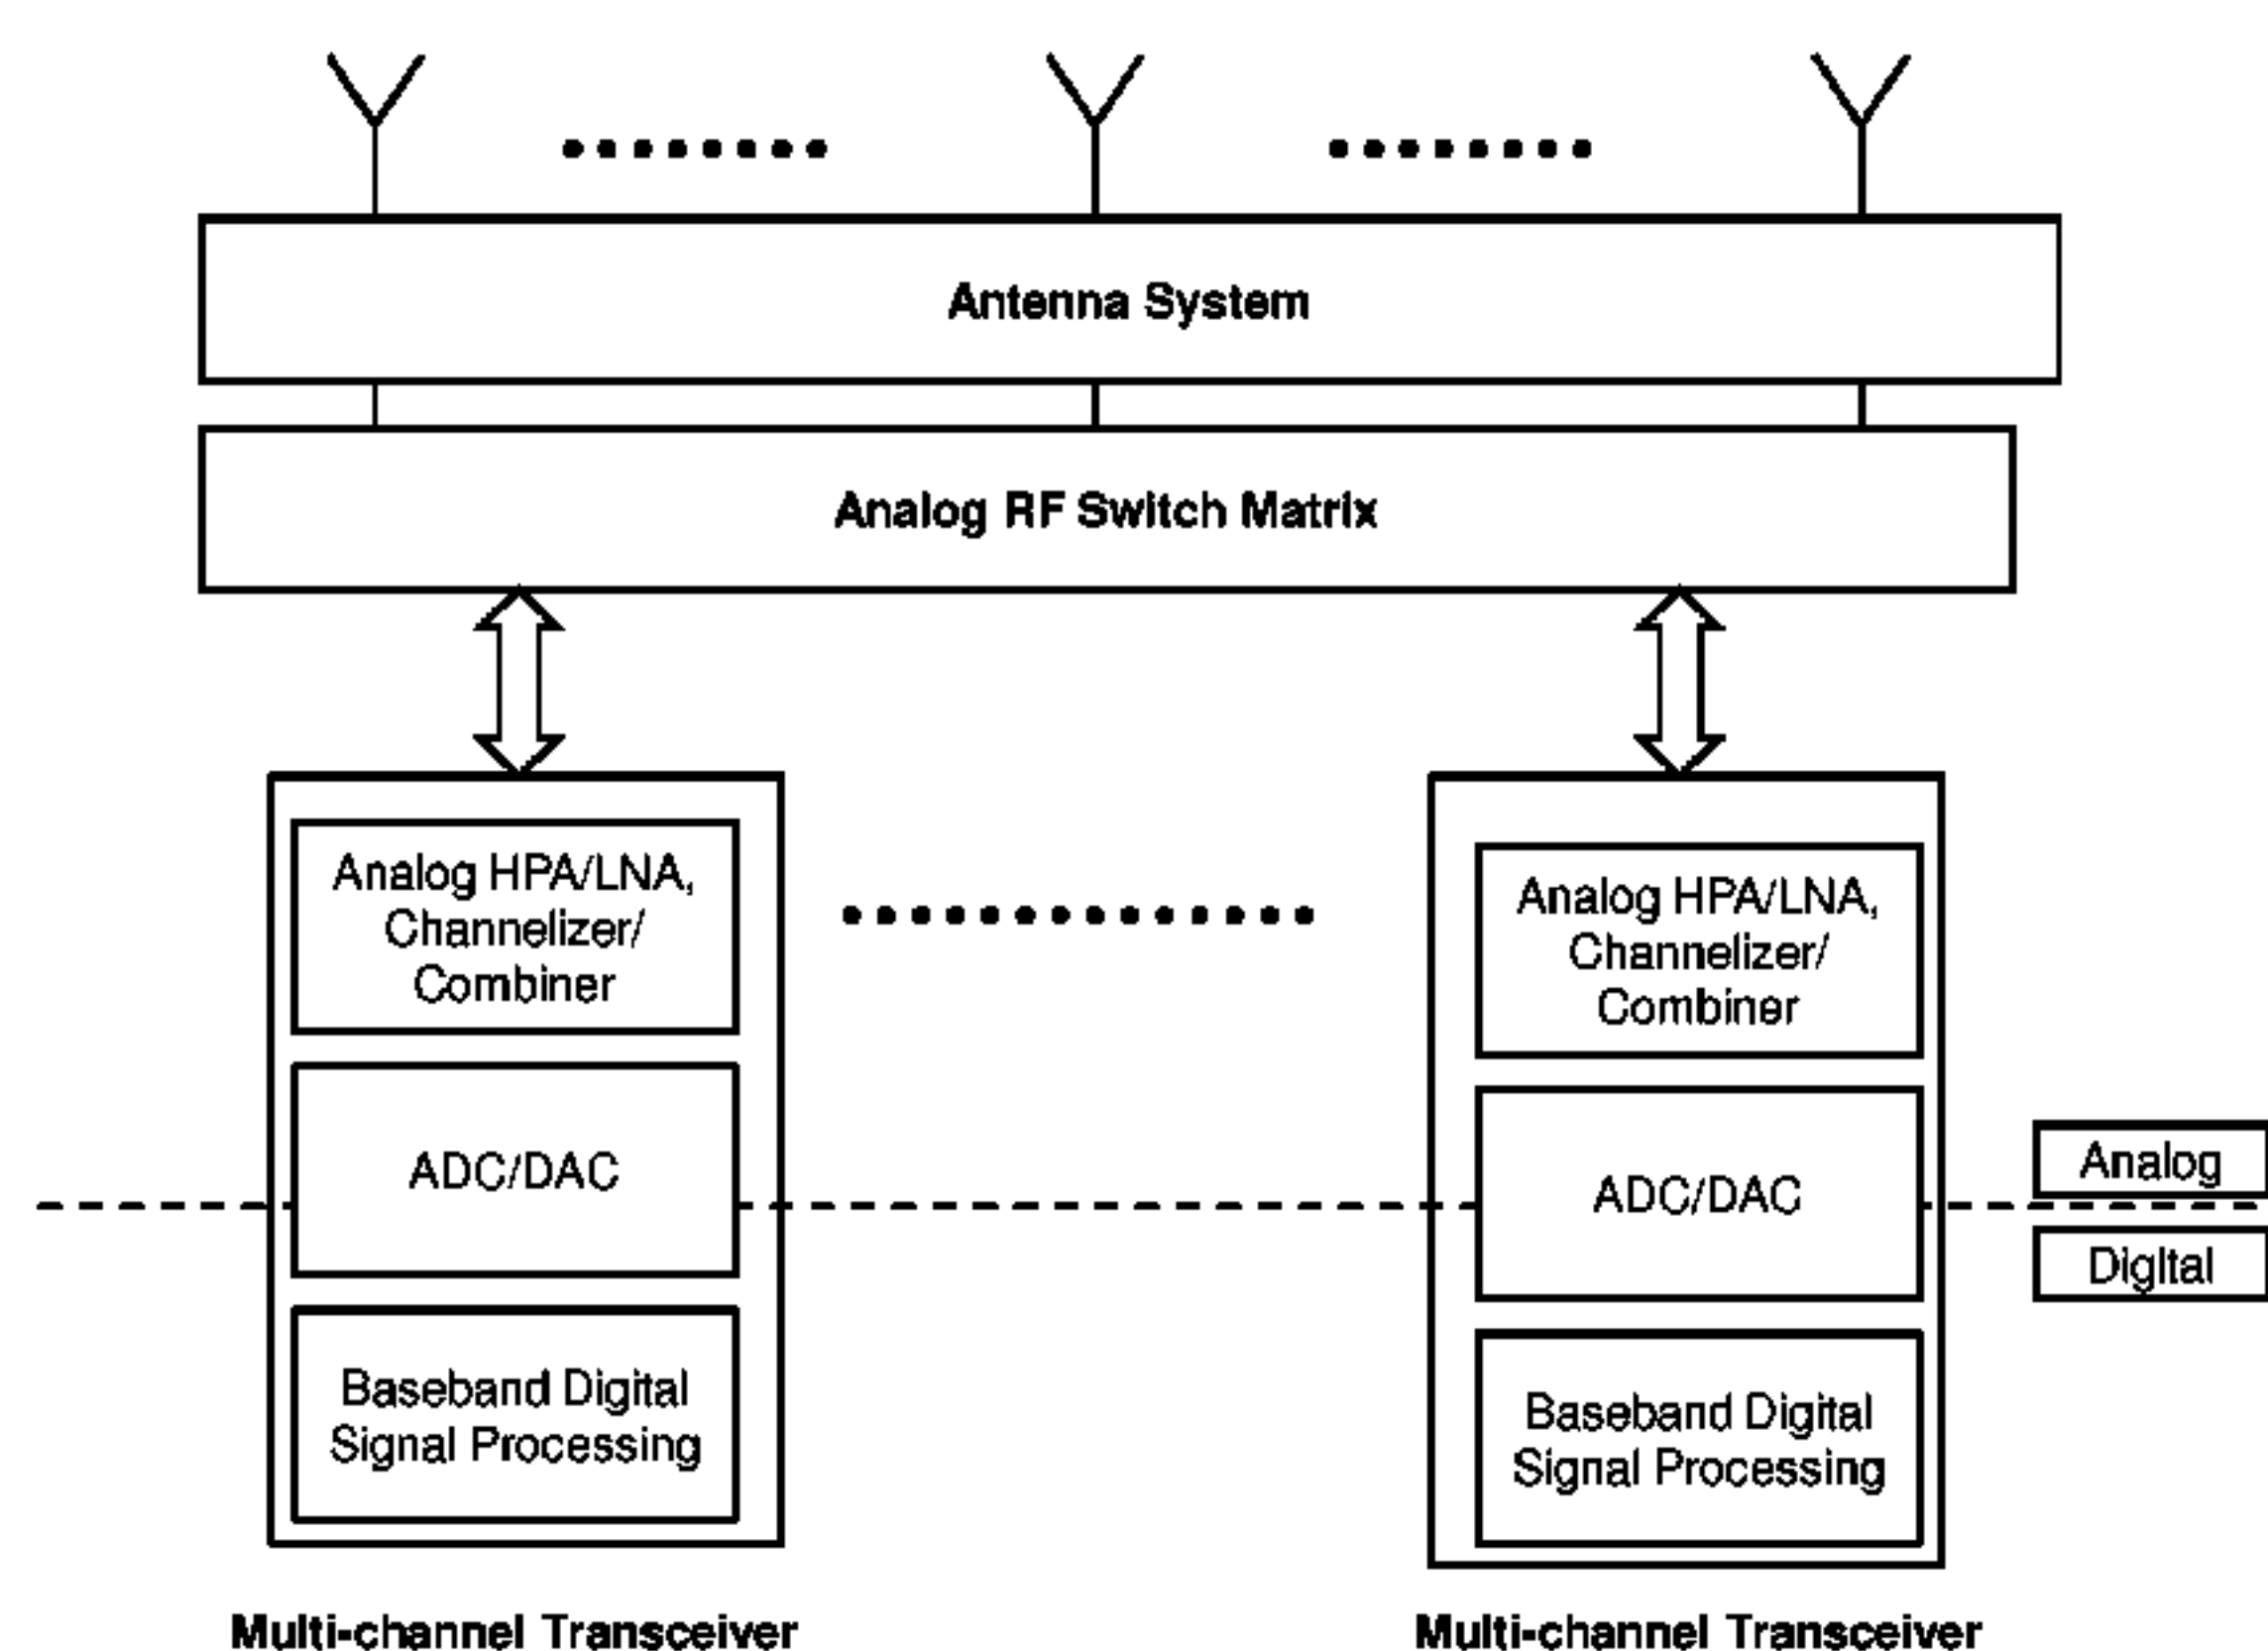 Antenna System
Analog RF Switch Matrix
Analog HPA/LNA,
Channelizer/
Combiner
ADC/DAC
Baseband Digital
Signal Processing
Multi-channel Transceiver
Analog HPA/LNA,
Channelizer/
Combiner
ADC/DAC
Baseband Digital
Signal Processing
Multi-channel Transceiver
Analog
Digital